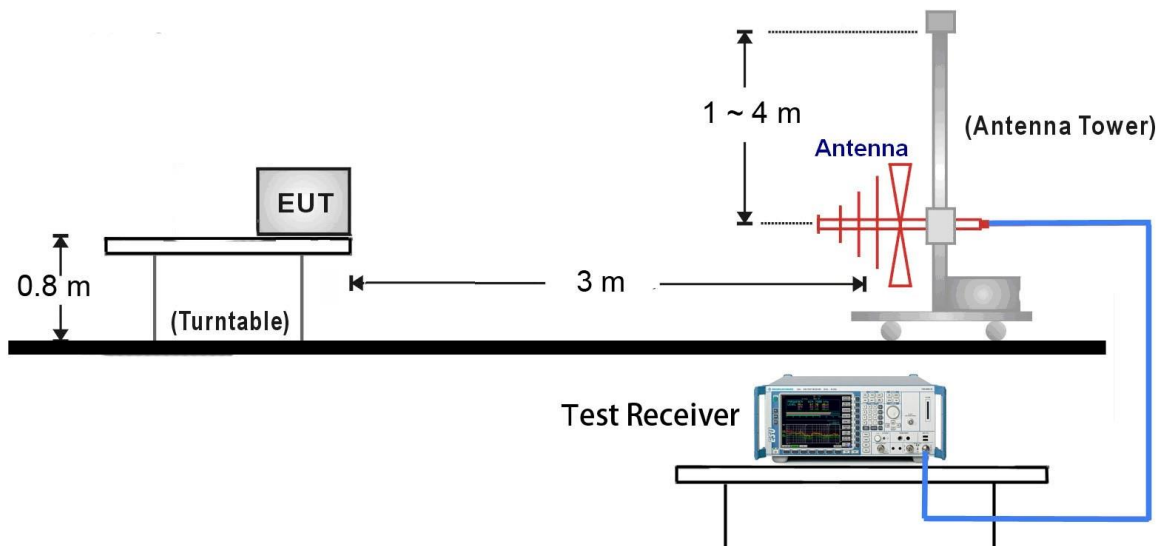 1 ~ 4 m
(Antenna Tower)
Antenna
EUT
0.8 m
3 m
(Turntable)
Test Receiver